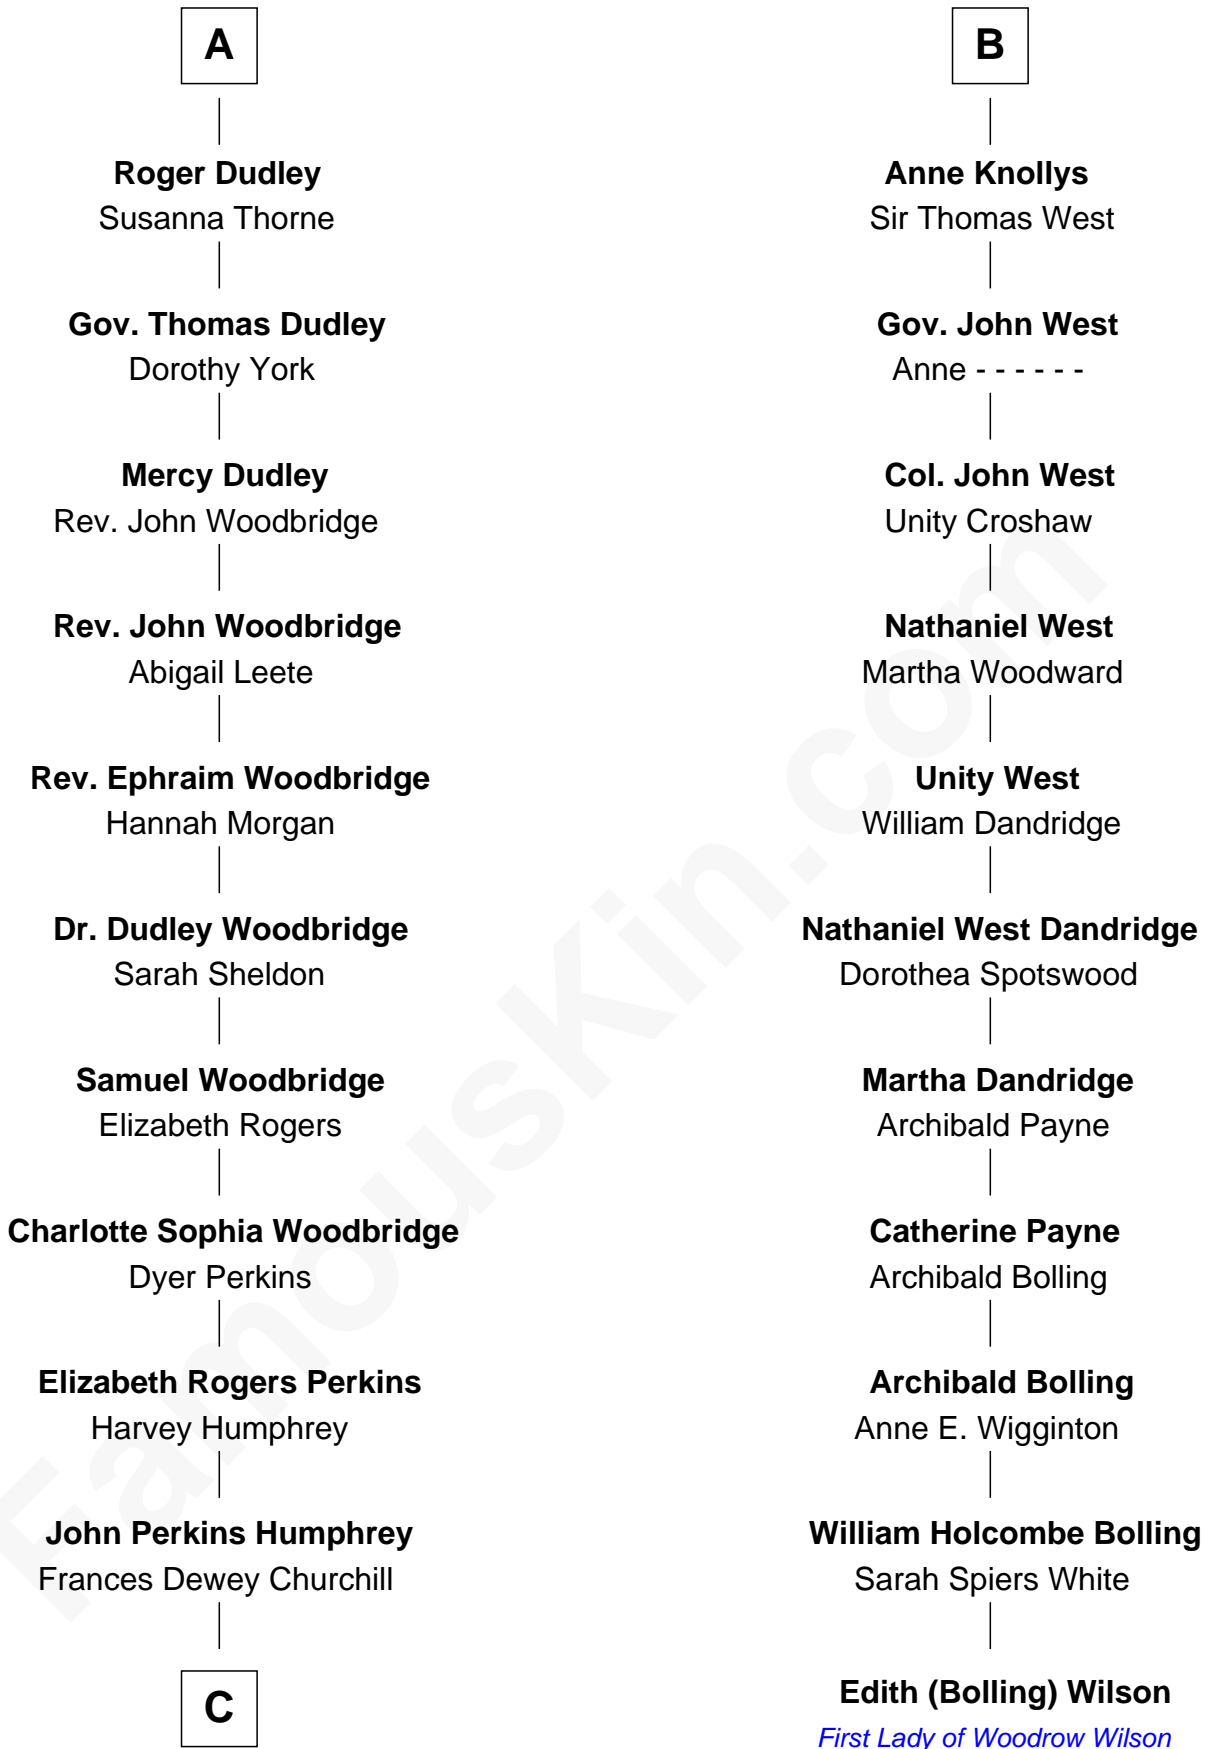 A
Roger Dudley
Susanna Thorne
Gov. Thomas Dudley
Dorothy York
Mercy Dudley
Rev. John Woodbridge
Rev. John Woodbridge
Abigail Leete
Rev. Ephraim Woodbridge
Hannah Morgan
Dr. Dudley Woodbridge
Sarah Sheldon
Samuel Woodbridge
Elizabeth Rogers
Charlotte Sophia Woodbridge
Dyer Perkins
Elizabeth Rogers Perkins
Harvey Humphrey
John Perkins Humphrey
Frances Dewey Churchill
C
B
Anne Knollys
Sir Thomas West
Gov. John West
Anne - - - - - -
Col. John West
Unity Croshaw
Nathaniel West
Martha Woodward
Unity West
William Dandridge
Nathaniel West Dandridge
Dorothea Spotswood
Martha Dandridge
Archibald Payne
Catherine Payne
Archibald Bolling
Archibald Bolling
Anne E. Wigginton
William Holcombe Bolling
Sarah Spiers White
Edith (Bolling) Wilson
First Lady of Woodrow Wilson
FamousKin.com